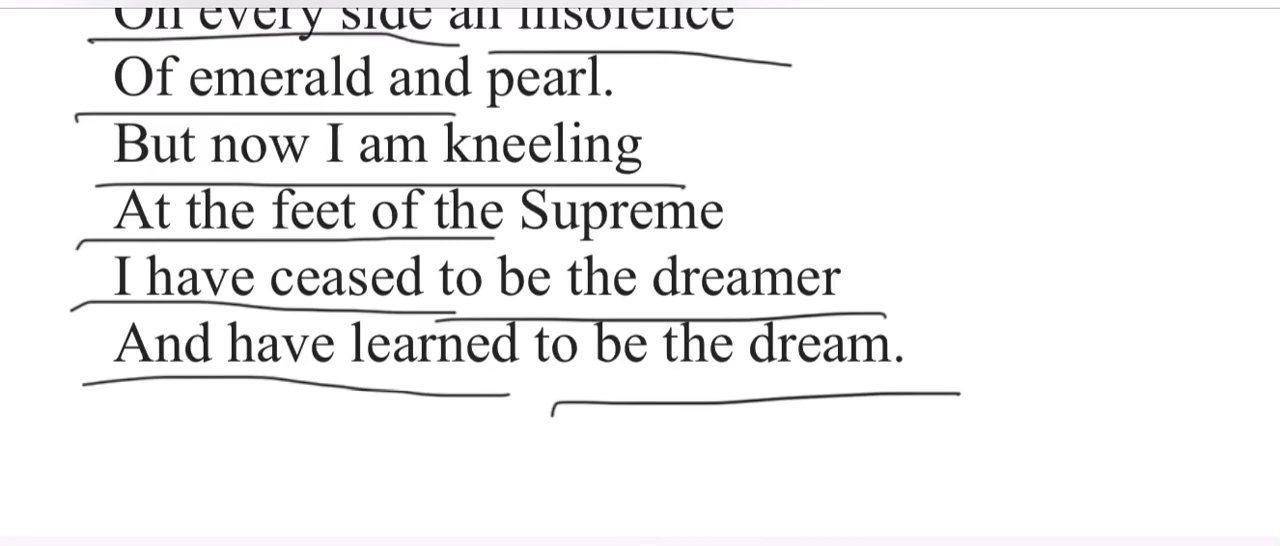 On every side an insolence
Of emerald and pearl.
But now I am kneeling
At the feet of the Supreme
I have ceased to be the dreamer
And have learned to be the dream.